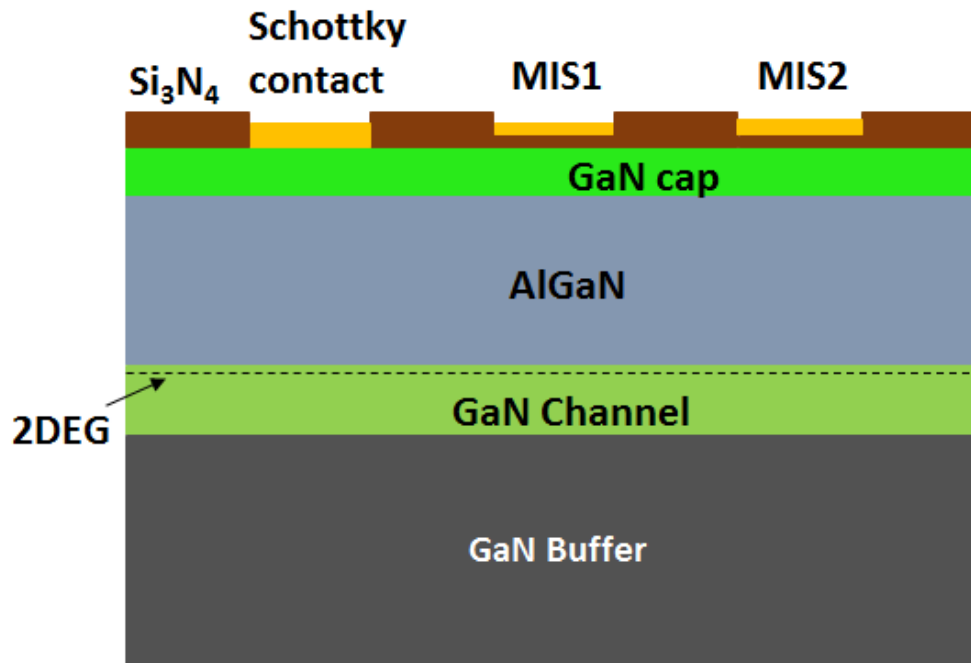 Schottky
contact
Si₃N₄
MIS1
MIS2
GaN cap
AlGaN
2DEG
GaN Channel
GaN Buffer